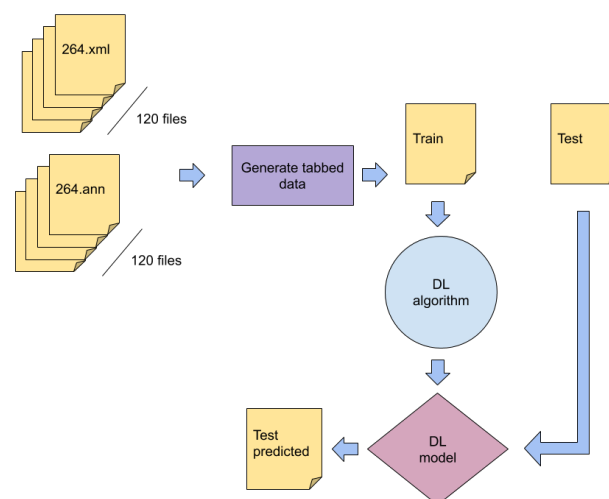 264.xml
120 files
264.ann
120 files
Generate tabbed
data
Train
Test
DL
algorithm
DL
model
Test
predicted